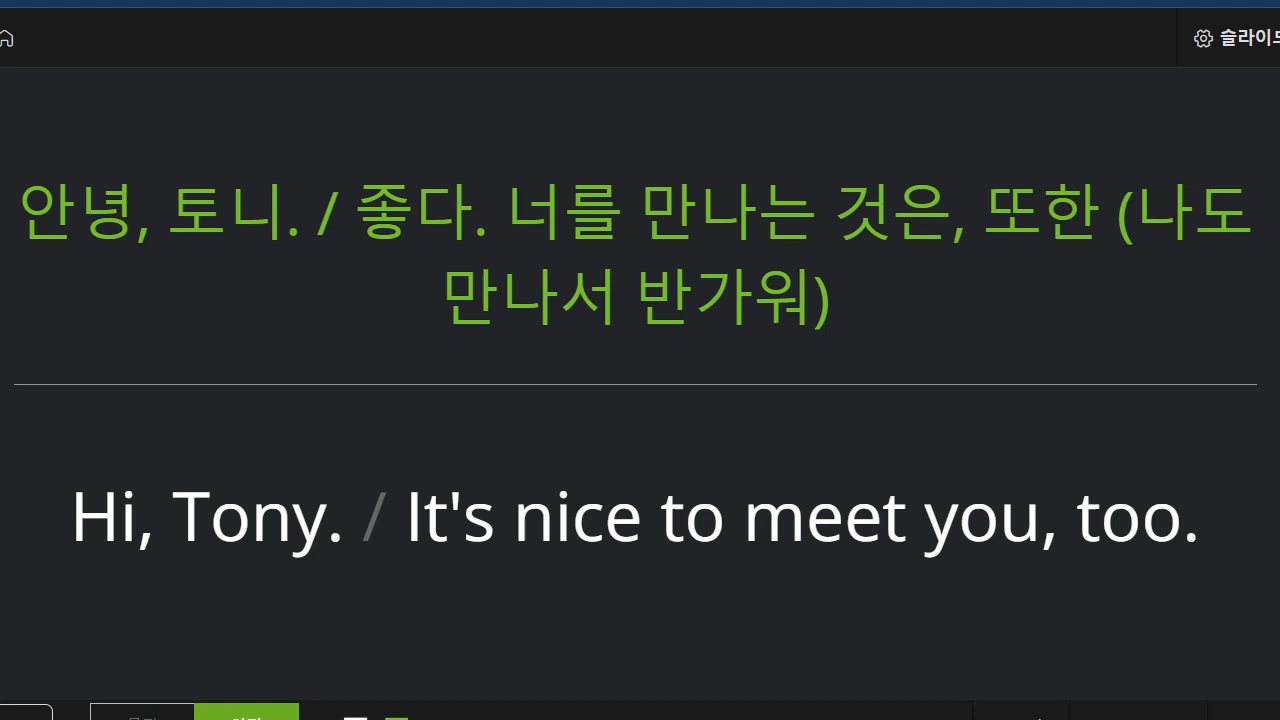 슬라이드
안녕, 토니. / 좋다. 너를 만나는 것은, 또한 (나도
만나서 반가워)
Hi, Tony. / It's nice to meet you, too.